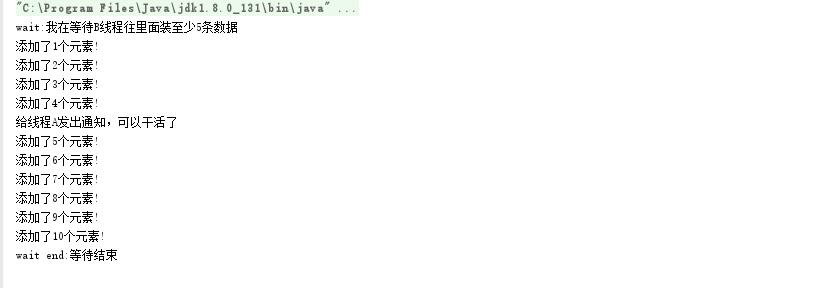 "C:\Program Files\Java\jdk1.8.0_131\bin\java" ...
wait:我在等待B线程往里面装至少5条数据
添加了1个元素!
添加了2个元素!
添加了3个元素!
添加了4个元素!
给线程A发出通知，可以干活了
添加了5个元素!
添加了6个元素!
添加了7个元素!
添加了8个元素!
添加了9个元素!
添加了10个元素!
wait end:等待结束